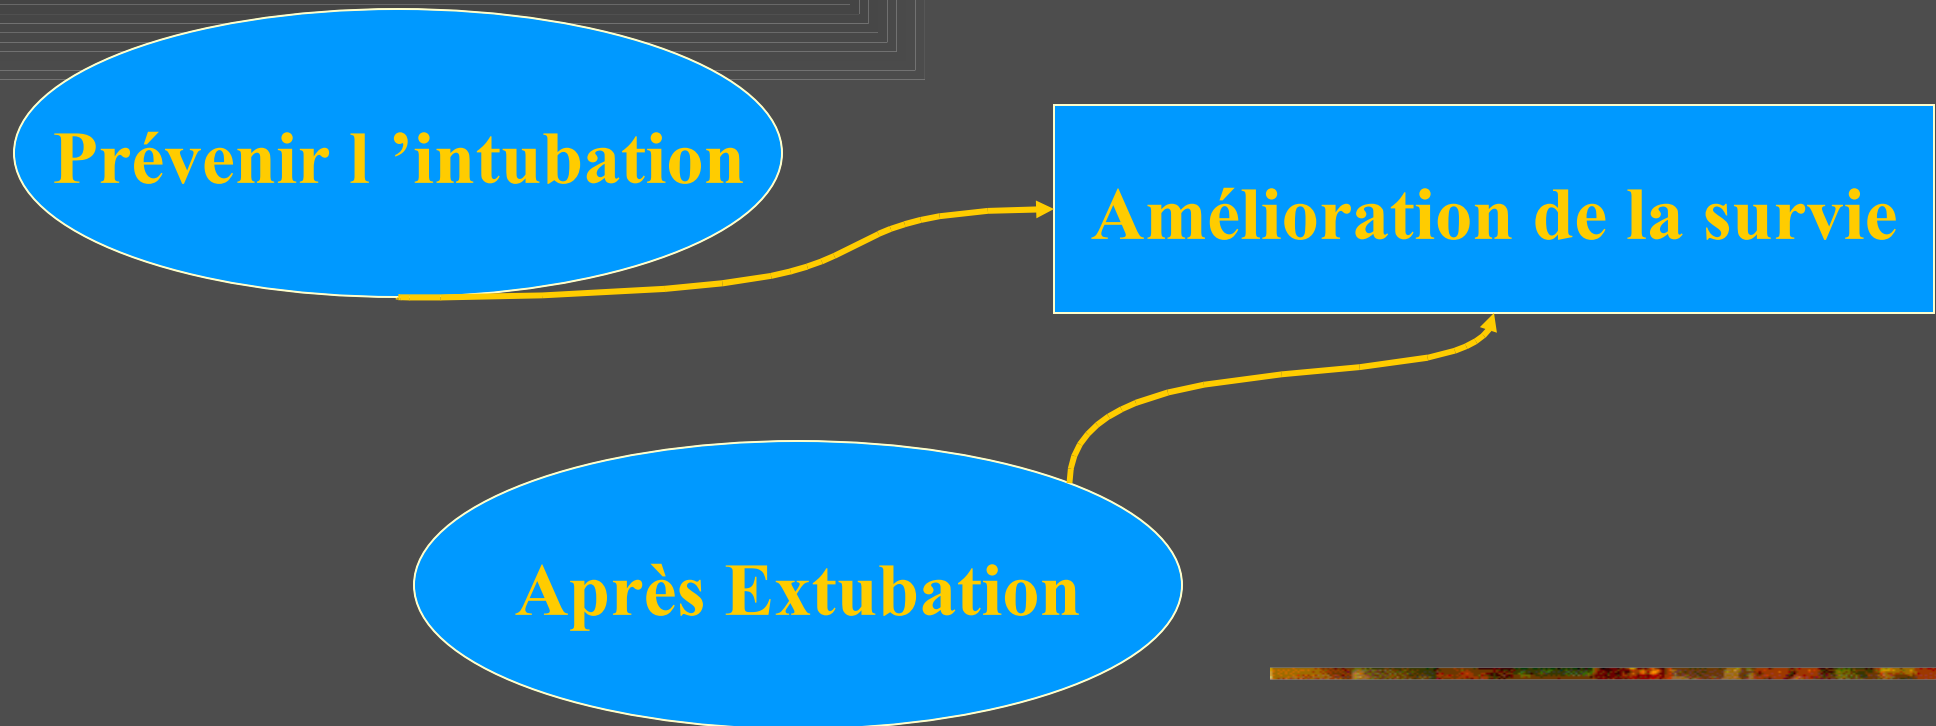 Prévenir l ’intubation
Amélioration de la survie
Après Extubation